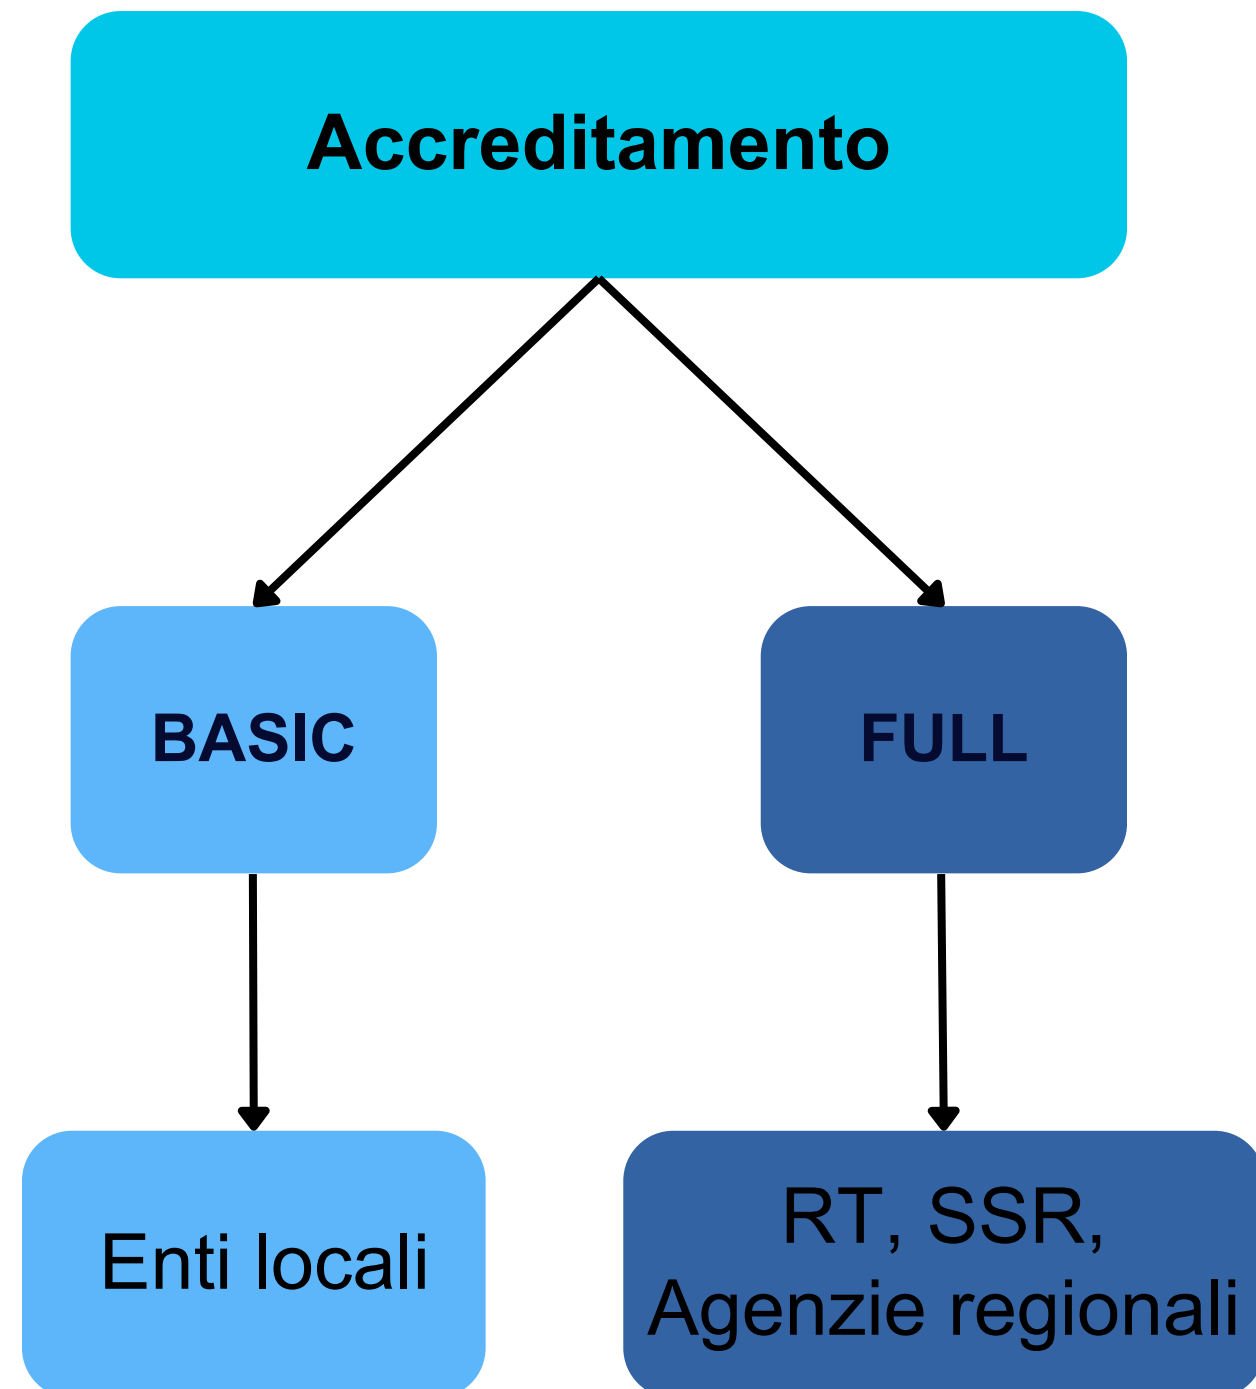 Accreditamento
BASIC
FULL
Enti locali
RT, SSR,
Agenzie regionali